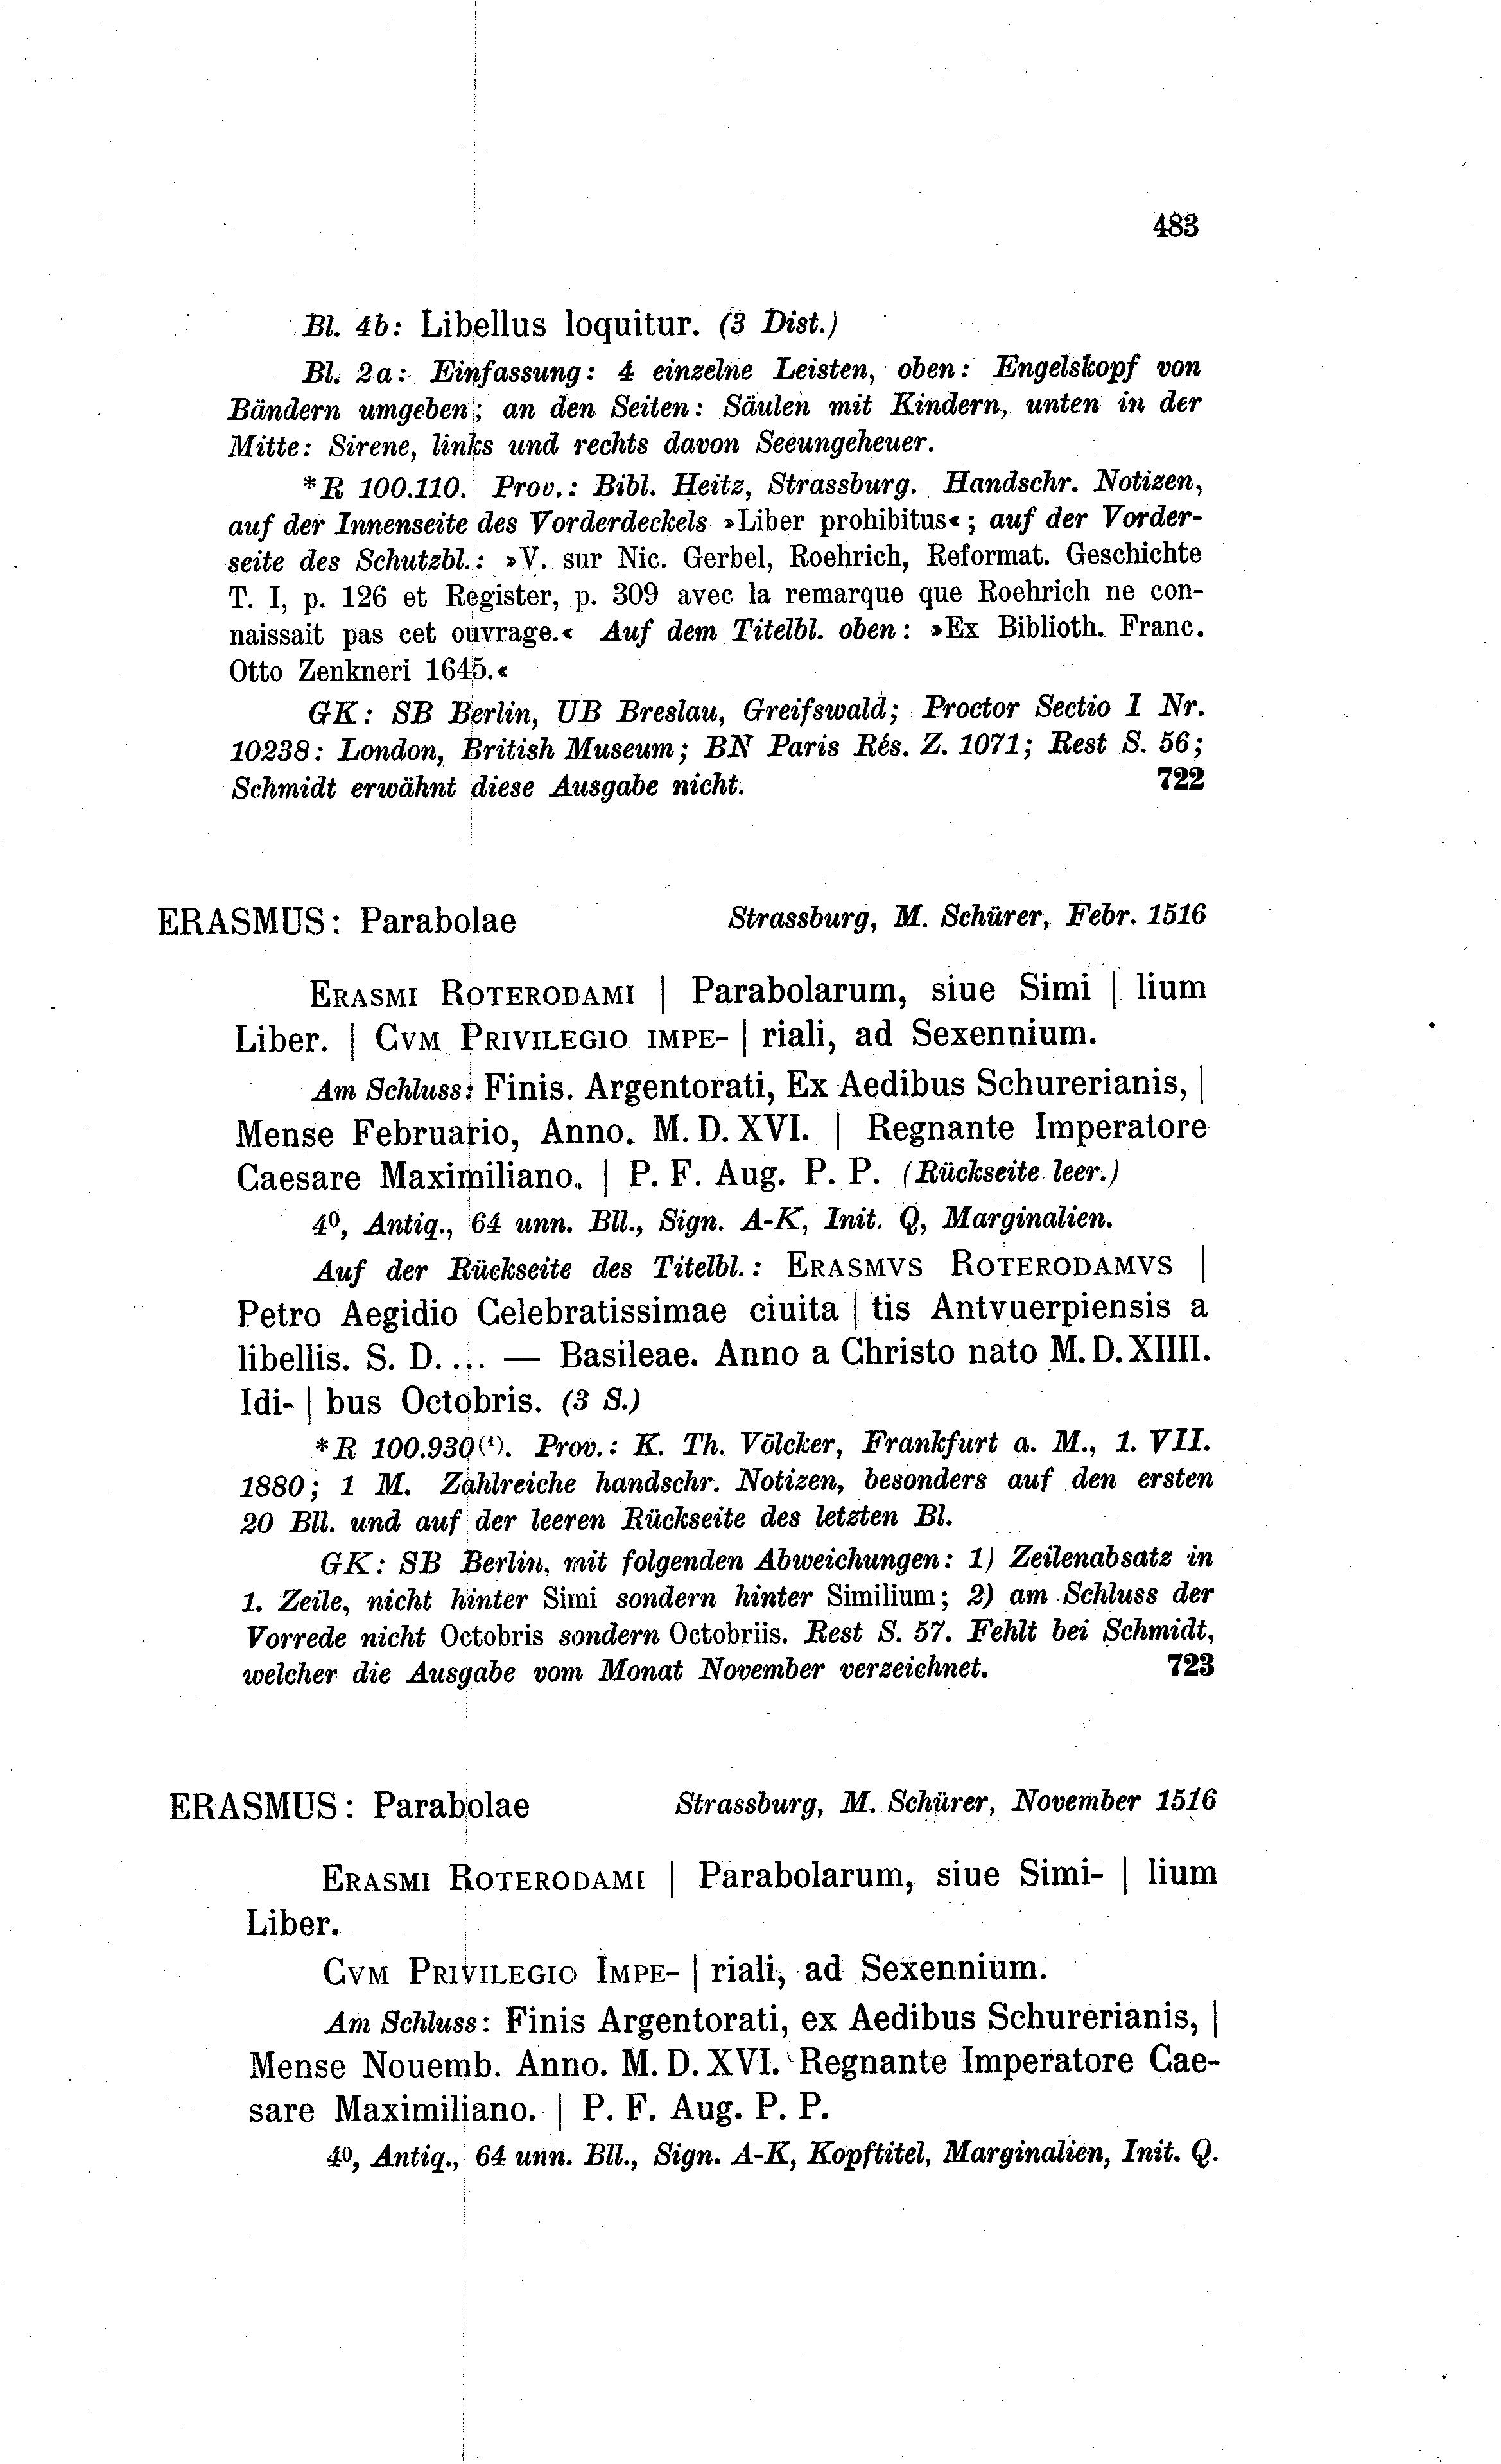 483
Bl. 4b: Libellus loquitur. (3 Dist.)
Bl. 2a: Einfassung: 4 einzelne Leisten, oben: Engelskopf von
Bändern umgeben; an den Seiten: Säulen mit Kindern, unten in der
Mitte: Sirene, links und rechts davon Seeungeheuer.
*R 100.110. Prov.: Bibl. Heitz, Strassburg. Handschr. Notizen,
auf der Innenseite des Vorderdeckels »Liber prohibitus«; auf der Vorder-
seite des Schutzbl.: »V. sur Nic. Gerbel, Roehrich, Reformat. Geschichte
T. I, p. 126 et Register, p. 309 avec la remarque que Roehrich ne con-
naissait pas cet ouvrage.« Auf dem Titelbl. oben: »Ex Biblioth. Franc.
Otto Zenkneri 1645.«
GK: SB Berlin, UB Breslau, Greifswald; Proctor Sectio I Nr.
10238: London, British Museum; BN Paris Rés. Z. 1071; Rest S. 56;
Schmidt erwähnt diese Ausgabe nicht. 722
ERASMUS: Parabolae Strassburg, M. Schürer, Febr. 1516
ERASMI ROTERODAMI | Parabolarum, siue Simi | lium
Liber. | CVM PRIVILEGIO IMPE- | riali, ad Sexennium.
Am Schluss: Finis. Argentorati, Ex Aedibus Schurerianis, |
Mense Februario, Anno. M. D. XVI. | Regnante Imperatore
Caesare Maximiliano. | P. F. Aug. P. P. (Rückseite leer.)
4⁰, Antiq., 64 unn. Bll., Sign. A-K, Init. Q, Marginalien.
Auf der Rückseite des Titelbl.: ERASMVS ROTERODAMVS |
Petro Aegidio Celebratissimae ciuita | tis Antvuerpiensis a
libellis. S. D. ... — Basileae. Anno a Christo nato M. D. XIIII.
Idi- | bus Octobris. (3 S.)
*R 100.930⁽¹⁾. Prov.: K. Th. Völcker, Frankfurt a. M., 1. VII.
1880; 1 M. Zahlreiche handschr. Notizen, besonders auf den ersten
20 Bll. und auf der leeren Rückseite des letzten Bl.
GK: SB Berlin, mit folgenden Abweichungen: 1) Zeilenabsatz in
1. Zeile, nicht hinter Simi sondern hinter Similium; 2) am Schluss der
Vorrede nicht Octobris sondern Octobriis. Rest S. 57. Fehlt bei Schmidt,
welcher die Ausgabe vom Monat November verzeichnet. 723
ERASMUS: Parabolae Strassburg, M. Schürer, November 1516
ERASMI ROTERODAMI | Parabolarum, siue Simi- | lium
Liber.
CVM PRIVILEGIO IMPE- | riali, ad Sexennium.
Am Schluss: Finis Argentorati, ex Aedibus Schurerianis, |
Mense Nouemb. Anno. M. D. XVI. Regnante Imperatore Cae-
sare Maximiliano. | P. F. Aug. P. P.
4⁰, Antiq., 64 unn. Bll., Sign. A-K, Kopftitel, Marginalien, Init. Q.